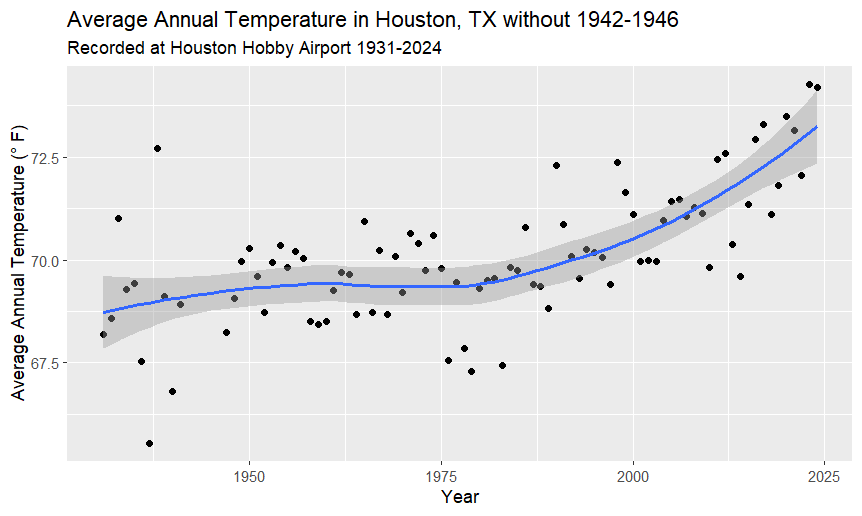 Average Annual Temperature in Houston, TX without 1942-1946
Recorded at Houston Hobby Airport 1931-2024
Average Annual Temperature (° F)
72.5
70.0
67.5
1950
1975
2000
2025
Year